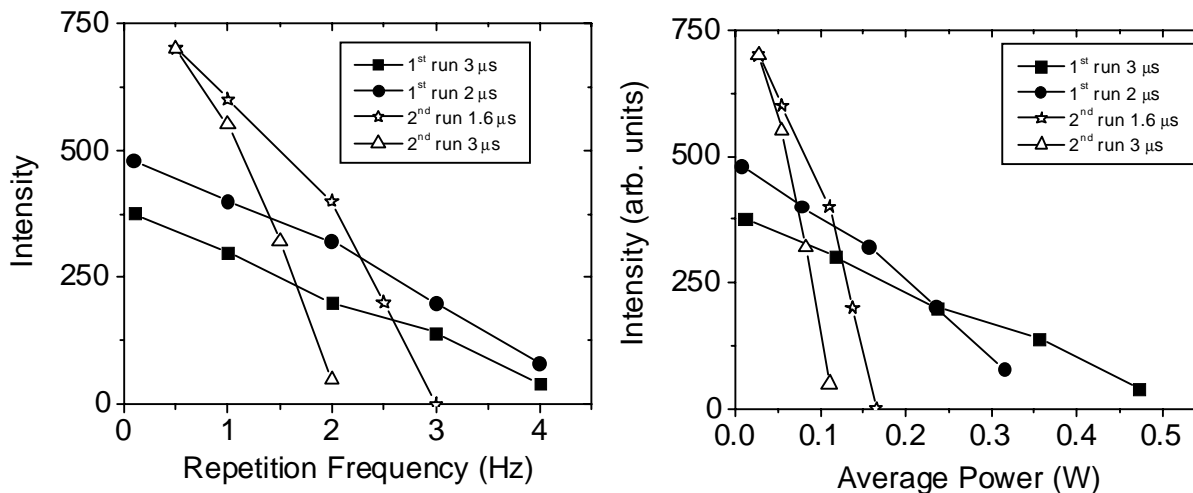 750
500
250
0
Intensity
1st run 3 μs
1st run 2 μs
2nd run 1.6 μs
2nd run 3 μs
0 1 2 3 4
Repetition Frequency (Hz)
750
500
250
0
Intensity (arb. units)
1st run 3 μs
1st run 2 μs
2nd run 1.6 μs
2nd run 3 μs
0.0 0.1 0.2 0.3 0.4 0.5
Average Power (W)